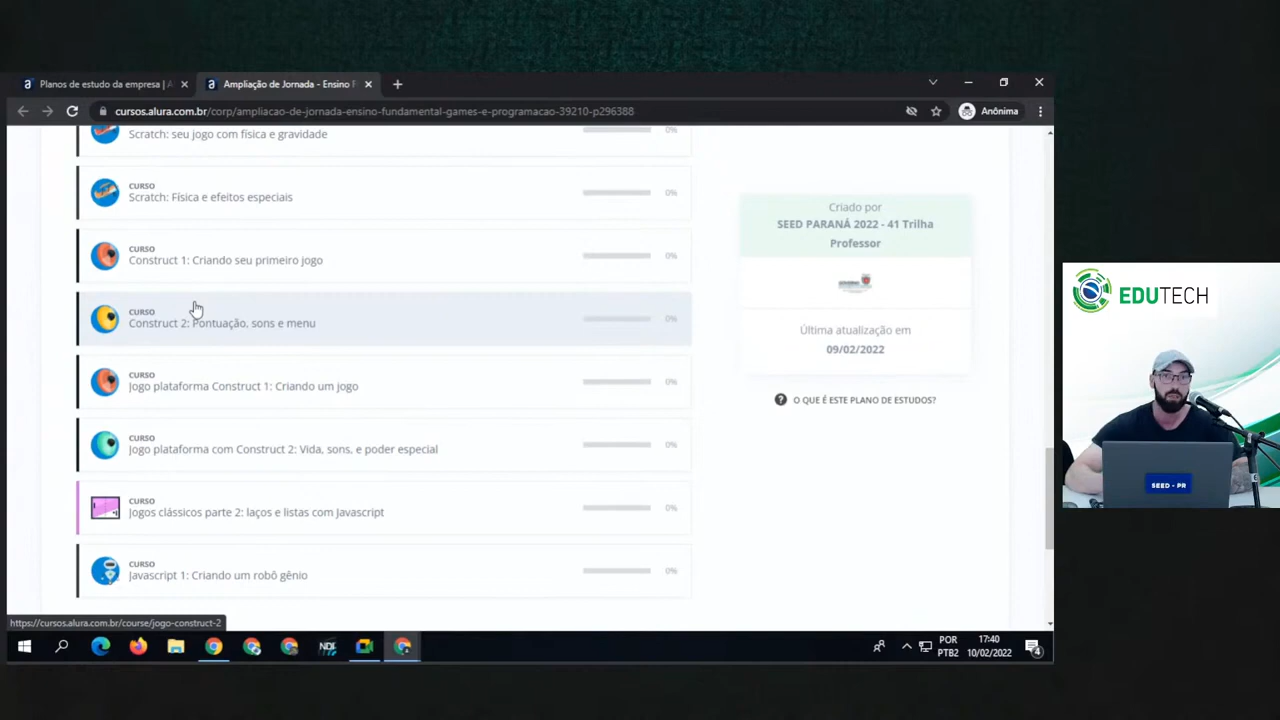 Planos de estudo da empresa | A
Ampliação de Jornada - Ensino F
cursos.alura.com.br/corp/ampliacao-de-jornada-ensino-fundamental-games-e-programacao-39210-p296388
Anônima
Scratch: seu jogo com física e gravidade
0%
CURSO
Scratch: Física e efeitos especiais
0%
CURSO
Construct 1: Criando seu primeiro jogo
0%
CURSO
Construct 2: Pontuação, sons e menu
0%
CURSO
Jogo plataforma Construct 1: Criando um jogo
0%
CURSO
Jogo plataforma com Construct 2: Vida, sons, e poder especial
0%
CURSO
Jogos clássicos parte 2: laços e listas com Javascript
0%
CURSO
Javascript 1: Criando um robô gênio
0%
Criado por
SEED PARANÁ 2022 - 41 Trilha
Professor
Última atualização em
09/02/2022
? O QUE É ESTE PLANO DE ESTUDOS?
https://cursos.alura.com.br/course/jogo-construct-2
NDI
POR
PTB2
17:40
10/02/2022
4
EDUTECH
SEED - PR